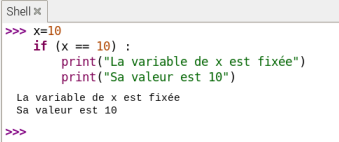 Shell ×
>>> x=10
    if (x == 10) :
        print("La variable de x est fixée")
        print("Sa valeur est 10")
La variable de x est fixée
Sa valeur est 10
>>>